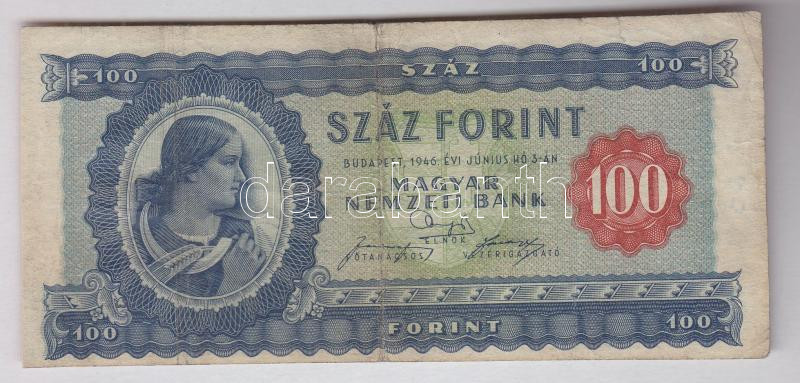 100 SZÁZ 100
SZÁZ FORINT
BUDAPEST, 1946. ÉVI JÚNIUS HÓ 3-ÁN
MAGYAR
NEMZETI BANK
100
ELNÖK
FŐTANÁCSOS VEZÉRIGAZGATÓ
100 FORINT 100
darabanth